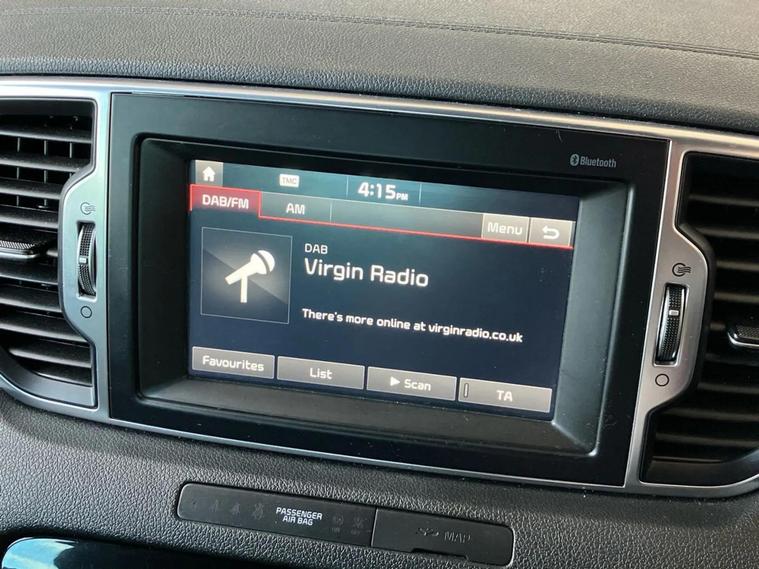 Bluetooth
TMC
4:15PM
DAB/FM
AM
Menu
DAB
Virgin Radio
There's more online at virginradio.co.uk
Favourites
List
Scan
TA
PASSENGER
AIR BAG
MAP